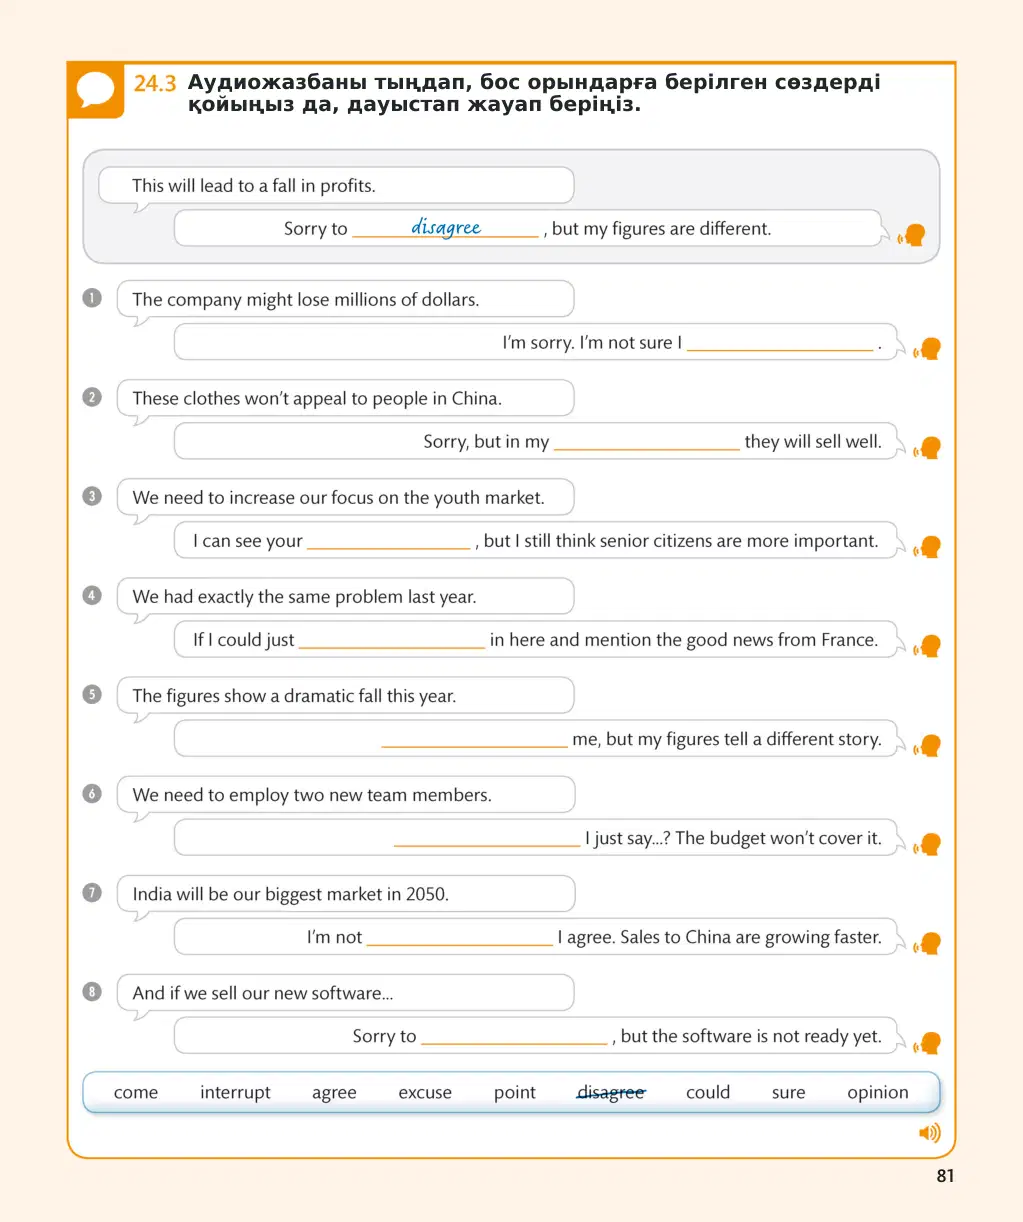 24.3 Аудиожазбаны тыңдап, бос орындарға берілген сөздерді
қойыңыз да, дауыстап жауап беріңіз.
This will lead to a fall in profits.
Sorry to disagree, but my figures are different.
1 The company might lose millions of dollars.
I'm sorry. I'm not sure I ____________ .
2 These clothes won't appeal to people in China.
Sorry, but in my ____________ they will sell well.
3 We need to increase our focus on the youth market.
I can see your ____________ , but I still think senior citizens are more important.
4 We had exactly the same problem last year.
If I could just ____________ in here and mention the good news from France.
5 The figures show a dramatic fall this year.
____________ me, but my figures tell a different story.
6 We need to employ two new team members.
____________ I just say...? The budget won't cover it.
7 India will be our biggest market in 2050.
I'm not ____________ I agree. Sales to China are growing faster.
8 And if we sell our new software...
Sorry to ____________ , but the software is not ready yet.
come interrupt agree excuse point disagree could sure opinion
81